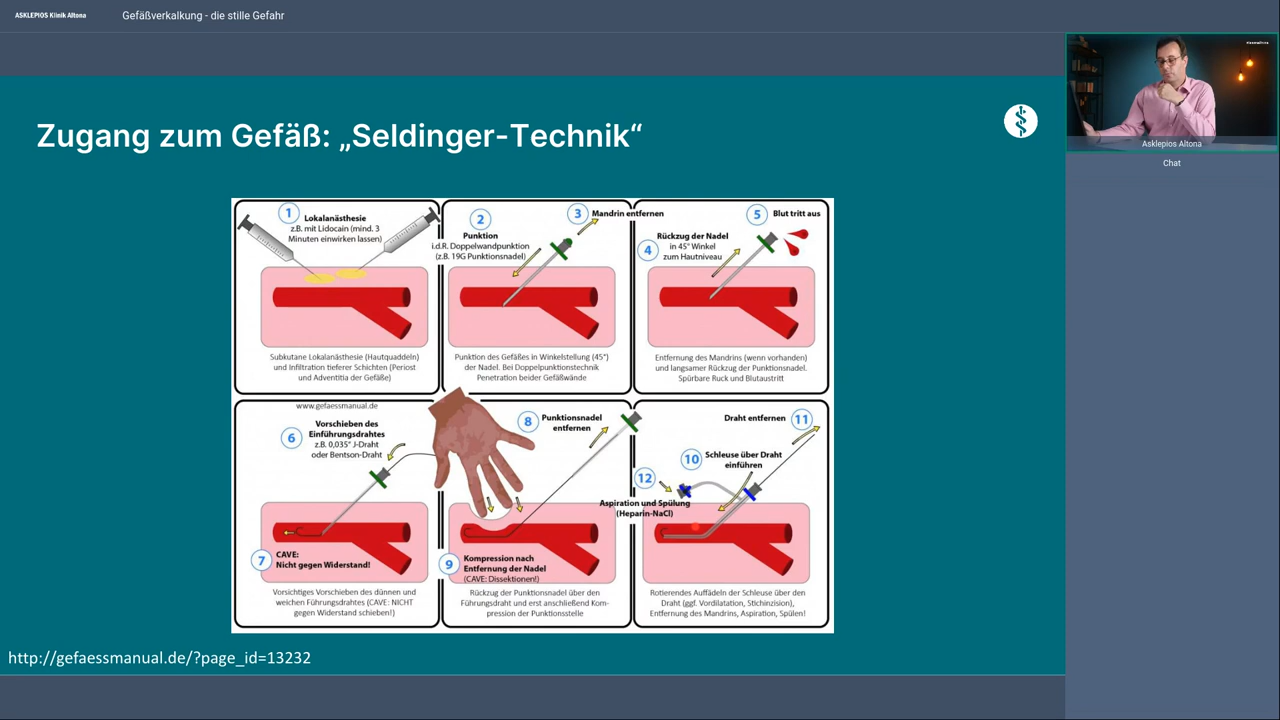 ASKLEPIOS Klinik Altona
Gefäßverkalkung - die stille Gefahr
Zugang zum Gefäß: „Seldinger-Technik“
1
Lokalanästhesie
z.B. mit Lidocain (mind. 3
Minuten einwirken lassen)
Subkutane Lokalanästhesie (Hautquaddeln)
und Infiltration tieferer Schichten (Periost
und Adventitia der Gefäße)
2
Punktion
i.d.R. Doppelwandpunktion
(z.B. 19G Punktionsnadel)
3
Mandrin entfernen
Punktion des Gefäßes in Winkelstellung (45°)
der Nadel. Bei Doppelpunktionstechnik
Penetration beider Gefäßwände
4
Rückzug der Nadel
in 45° Winkel
zum Hautniveau
5
Blut tritt aus
Entfernung des Mandrins (wenn vorhanden)
und langsamer Rückzug der Punktionsnadel.
Spürbare Ruck und Blutaustritt
www.gefaessmanual.de
6
Vorschieben des
Einführungsdrahtes
z.B. 0,035“ J-Draht
oder Bentson-Draht
7
CAVE:
Nicht gegen Widerstand!
Vorsichtiges Vorschieben des dünnen und
weichen Führungsdrahtes (CAVE: NICHT
gegen Widerstand schieben!)
8
Punktionsnadel
entfernen
9
Kompression nach
Entfernung der Nadel
(CAVE: Dissektionen!)
Rückzug der Punktionsnadel über den
Führungsdraht und erst anschließend Kom-
pression der Punktionsstelle
10
Schleuse über Draht
einführen
11
Draht entfernen
12
Aspiration und Spülung
(Heparin-NaCl)
Rotierendes Auffädeln der Schleuse über den
Draht (ggf. Vordilatation, Stichinzision),
Entfernung des Mandrins, Aspiration, Spülen!
http://gefaessmanual.de/?page_id=13232
Asklepios Altona
Chat